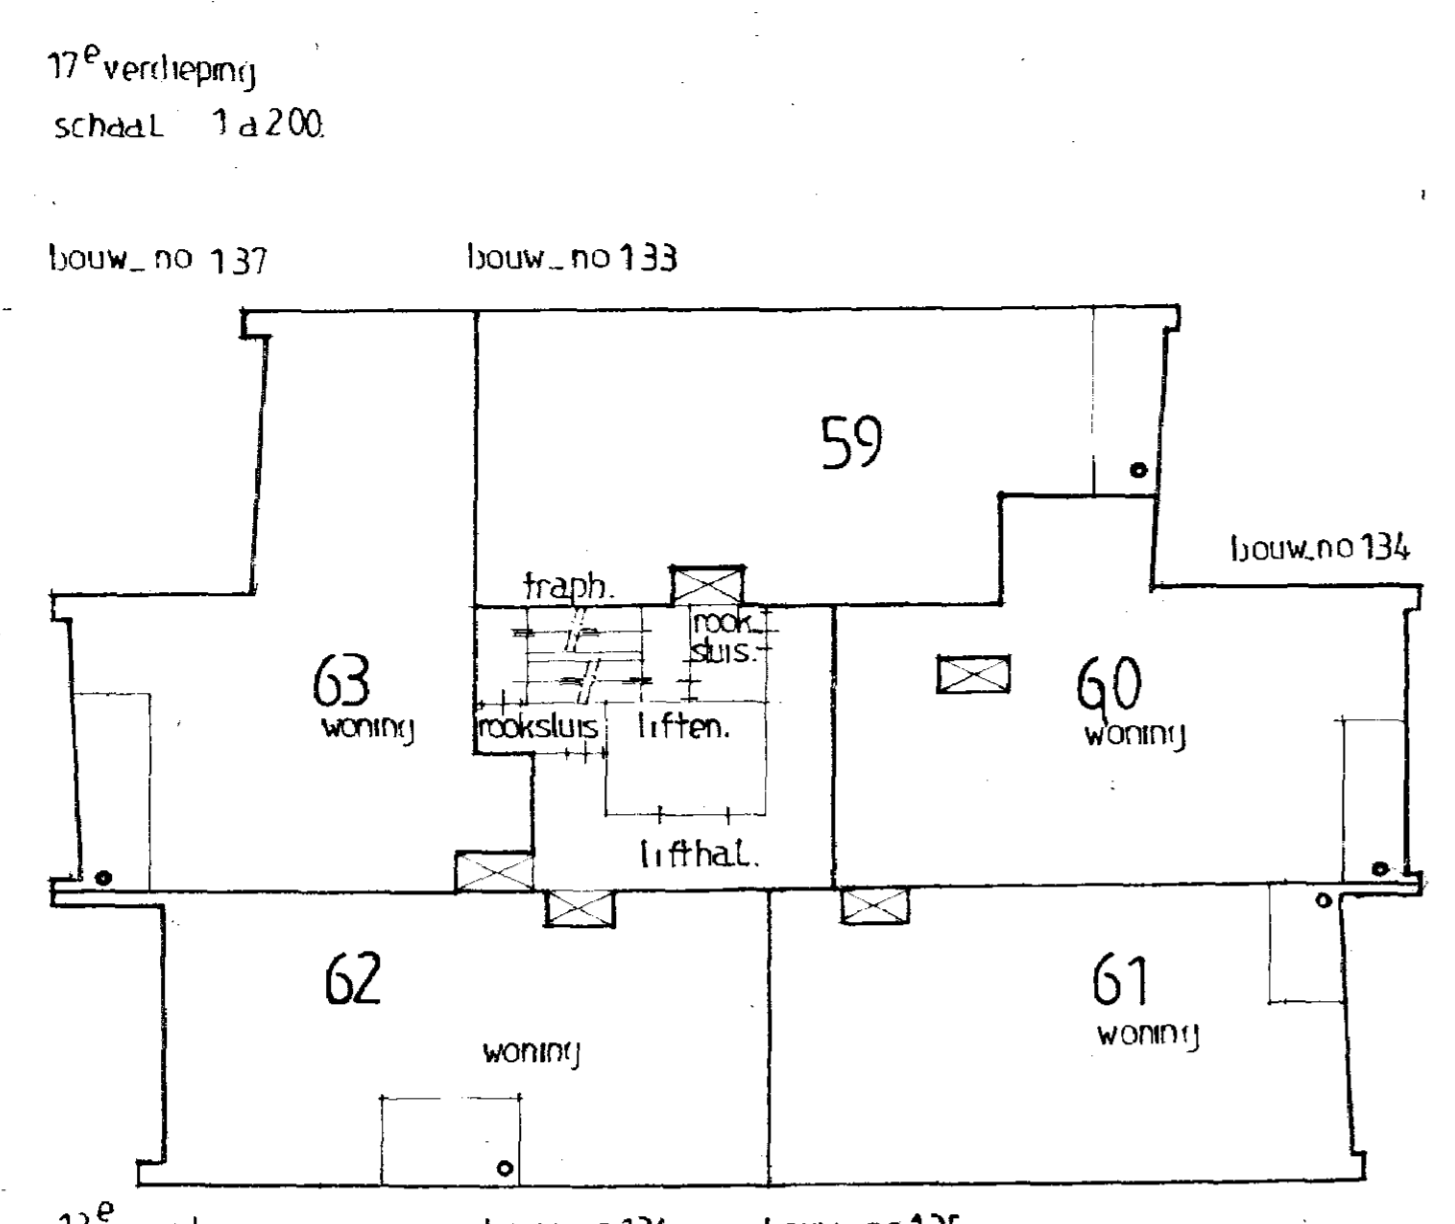 17e verdieping
schaal 1 a 200.
bouw_no 137
bouw_no 133
59
bouw_no 134
traph.
rook_
sluis.
63
woning
60
woning
rooksluis
liften.
lifthal.
62
woning
61
woning